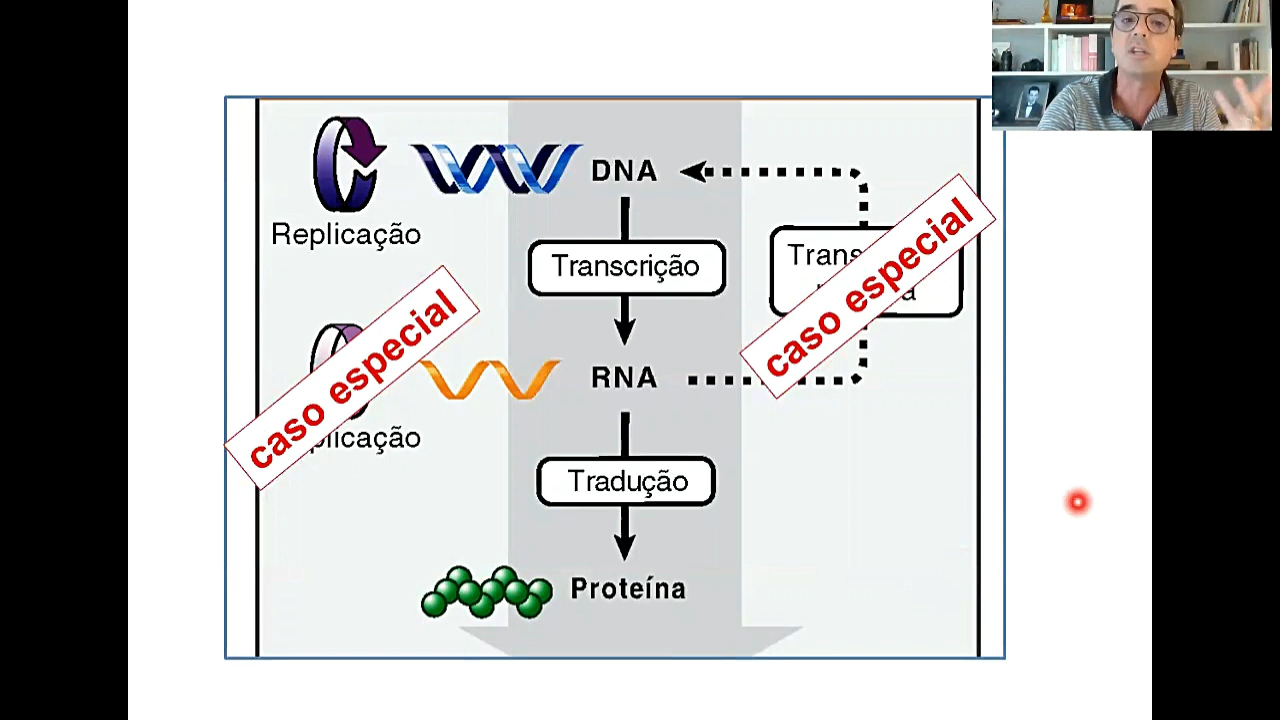 DNA
Replicação
Transcrição
Trans
caso especial
caso especial
RNA
plicação
Tradução
Proteína